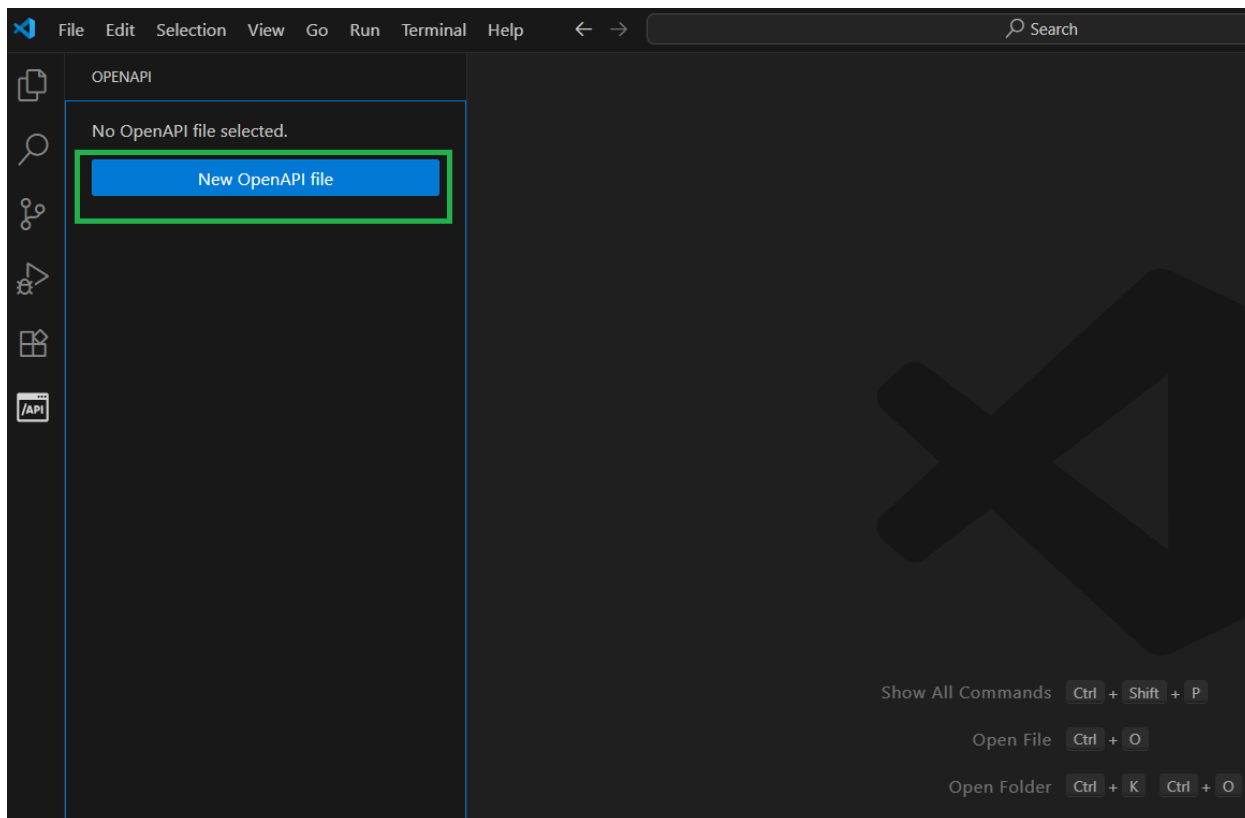 File Edit Selection View Go Run Terminal Help
Search
OPENAPI
No OpenAPI file selected.
New OpenAPI file
/API
Show All Commands Ctrl + Shift + P
Open File Ctrl + O
Open Folder Ctrl + K Ctrl + O